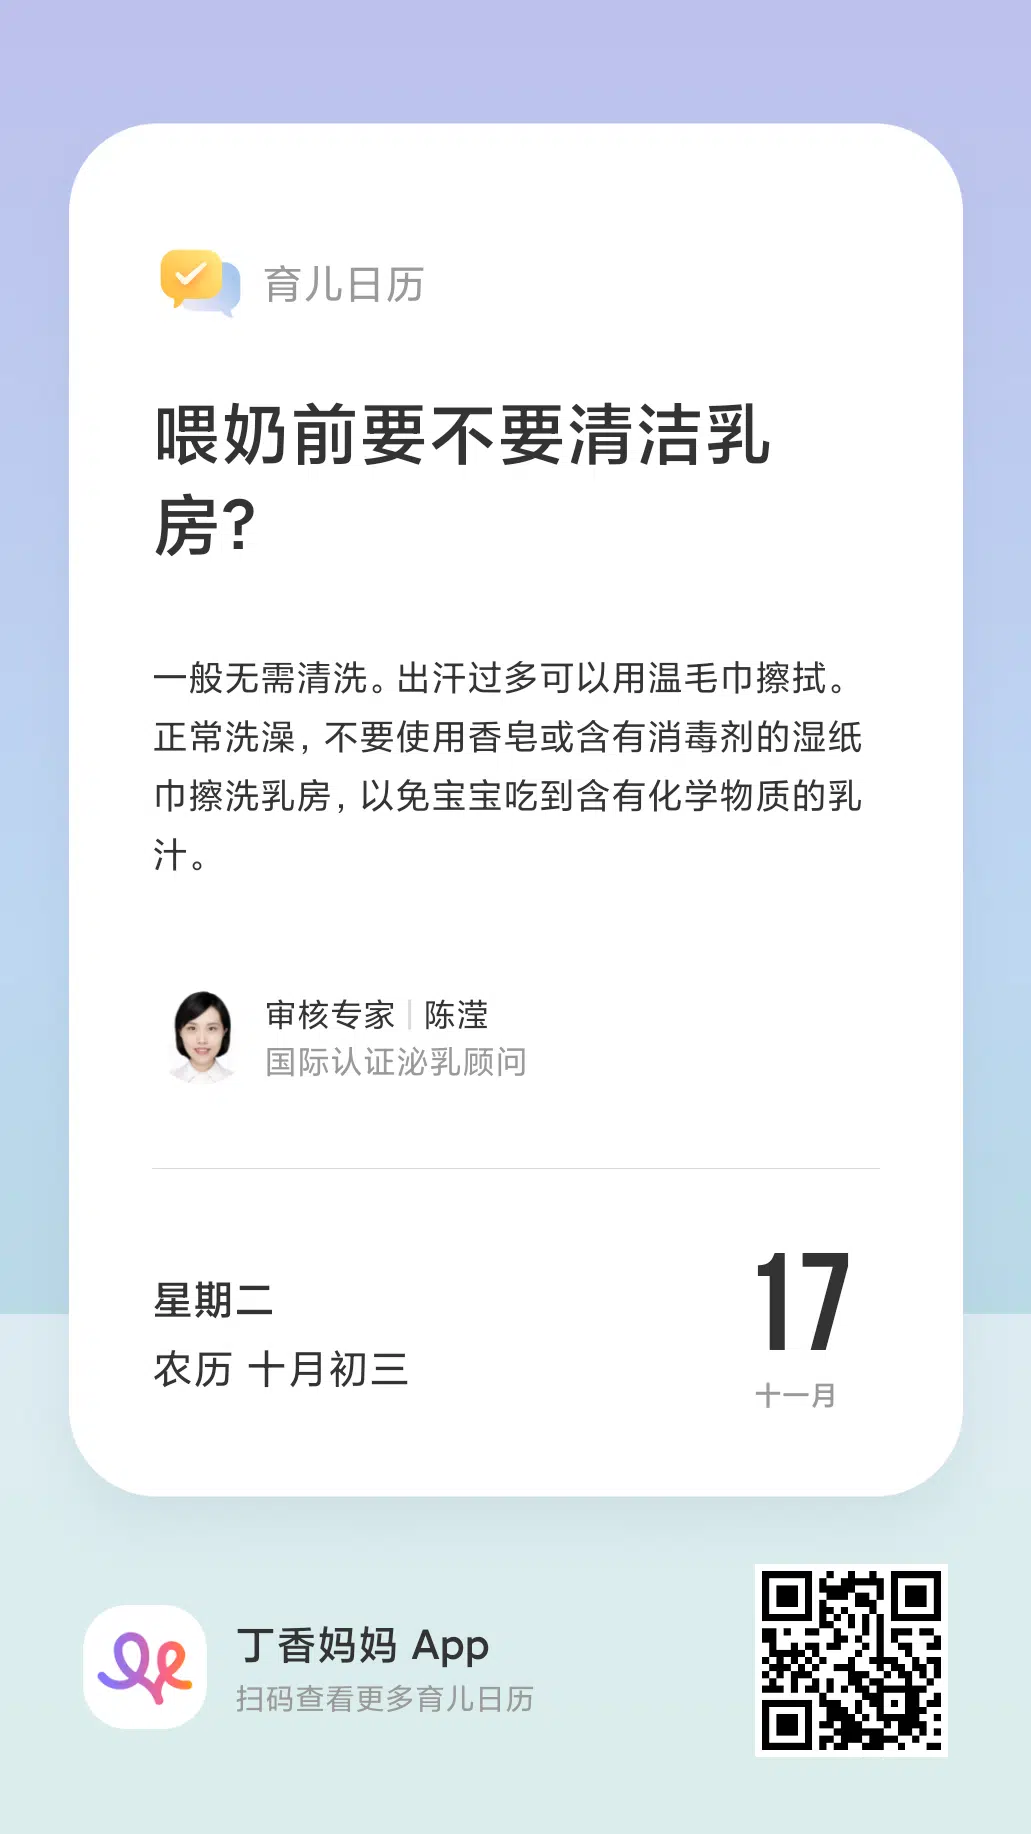 育儿日历
喂奶前要不要清洁乳
房?
一般无需清洗。出汗过多可以用温毛巾擦拭。
正常洗澡，不要使用香皂或含有消毒剂的湿纸
巾擦洗乳房，以免宝宝吃到含有化学物质的乳
汁。
审核专家 | 陈滢
国际认证泌乳顾问
星期二
农历 十月初三
17
十一月
丁香妈妈 App
扫码查看更多育儿日历